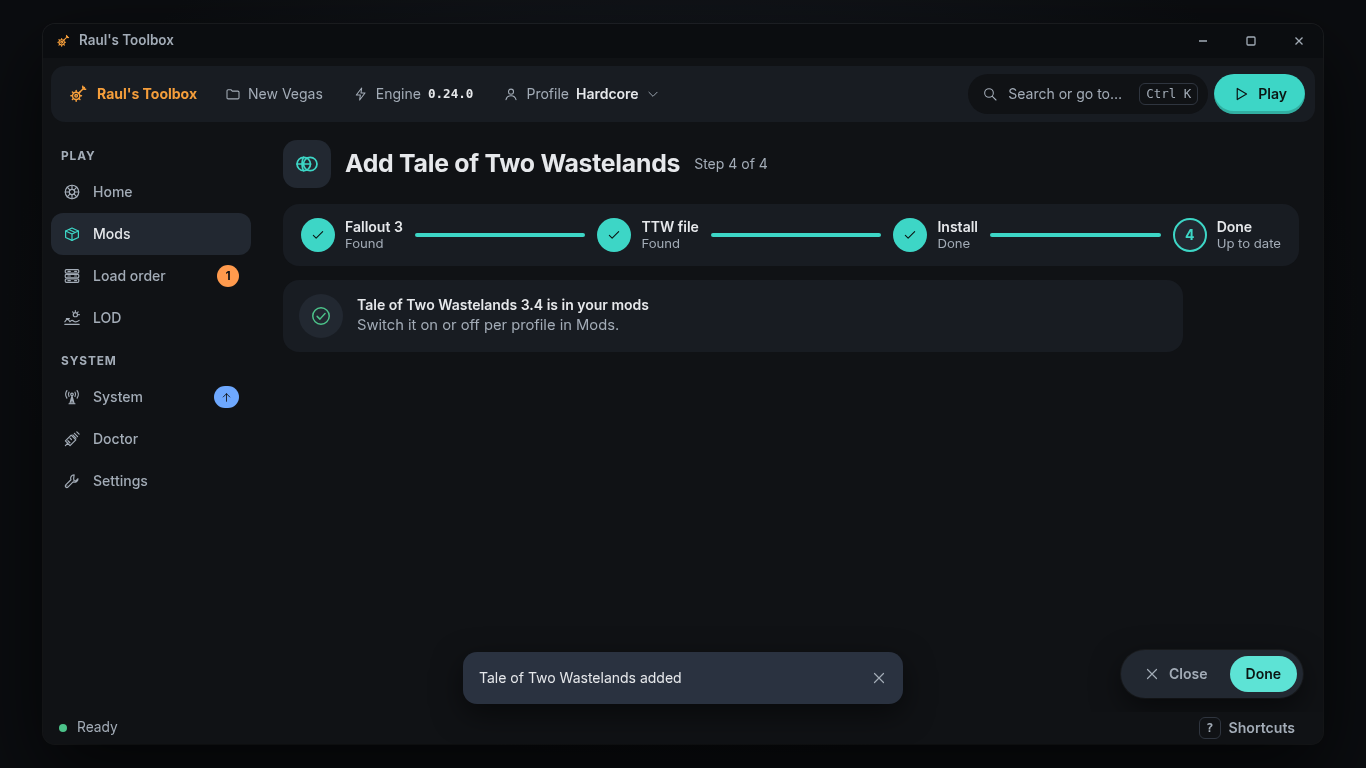 Raul's Toolbox
Raul's Toolbox
New Vegas
Engine 0.24.0
Profile Hardcore
Search or go to...
Ctrl K
Play
PLAY
Home
Mods
Load order
1
LOD
SYSTEM
System
Doctor
Settings
Add Tale of Two Wastelands
Step 4 of 4
Fallout 3
Found
TTW file
Found
Install
Done
4
Done
Up to date
Tale of Two Wastelands 3.4 is in your mods
Switch it on or off per profile in Mods.
Tale of Two Wastelands added
Close
Done
Ready
? Shortcuts